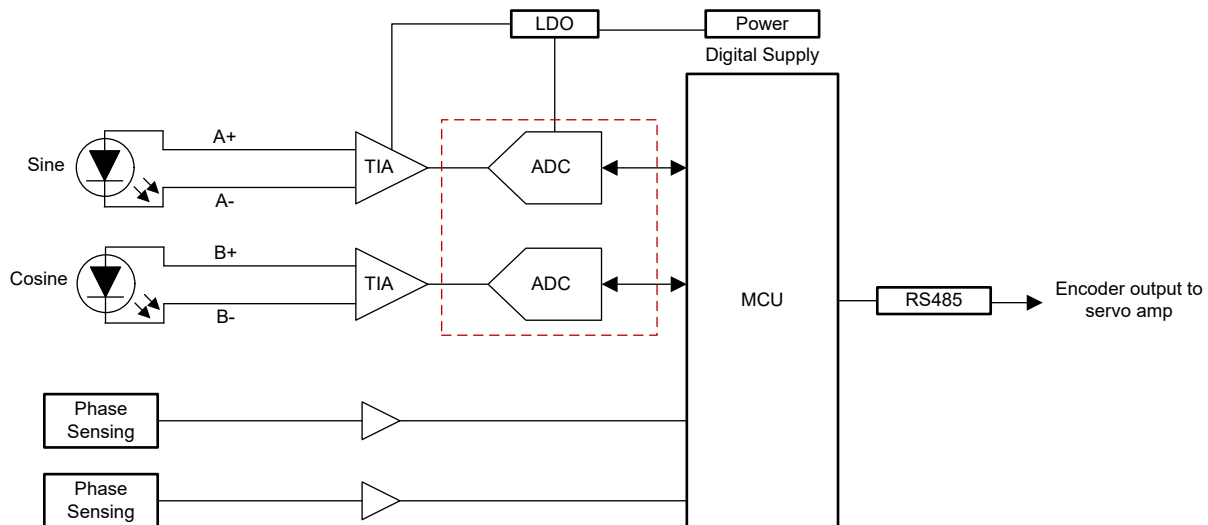 LDO
Power
Digital Supply
A+
Sine
TIA
ADC
A-
B+
Cosine
TIA
ADC
B-
MCU
RS485
Encoder output to
servo amp
Phase
Sensing
Phase
Sensing